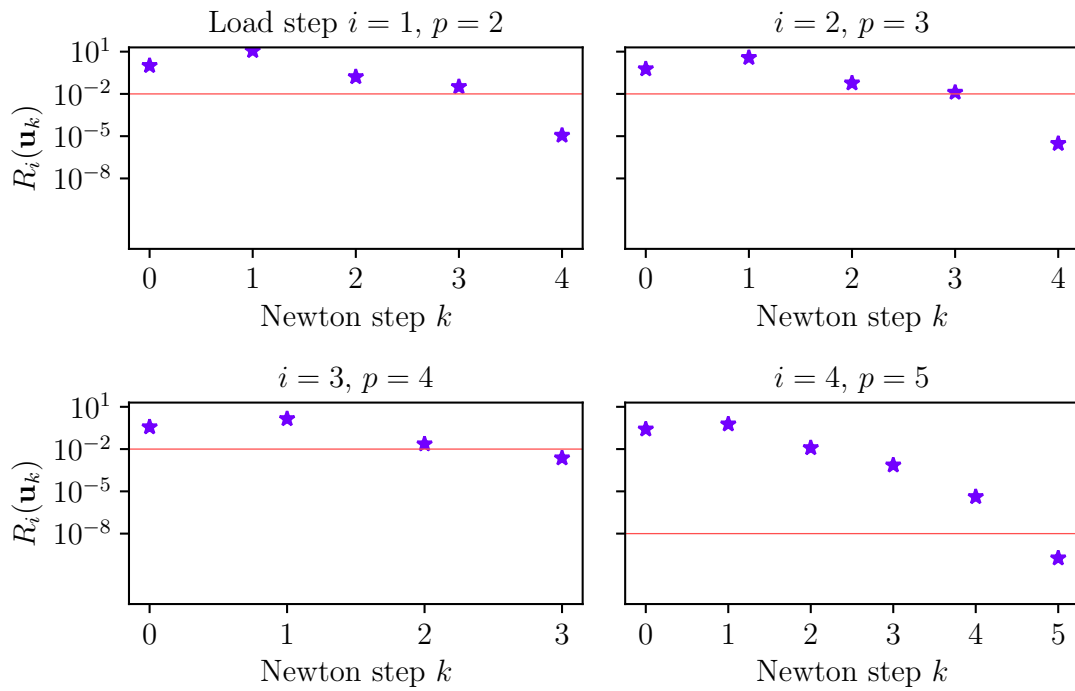 Load step i = 1, p = 2
10^1
10^−2
10^−5
10^−8
R_i(u_k)
0 1 2 3 4
Newton step k
i = 2, p = 3
0 1 2 3 4
Newton step k
i = 3, p = 4
10^1
10^−2
10^−5
10^−8
R_i(u_k)
0 1 2 3
Newton step k
i = 4, p = 5
0 1 2 3 4 5
Newton step k